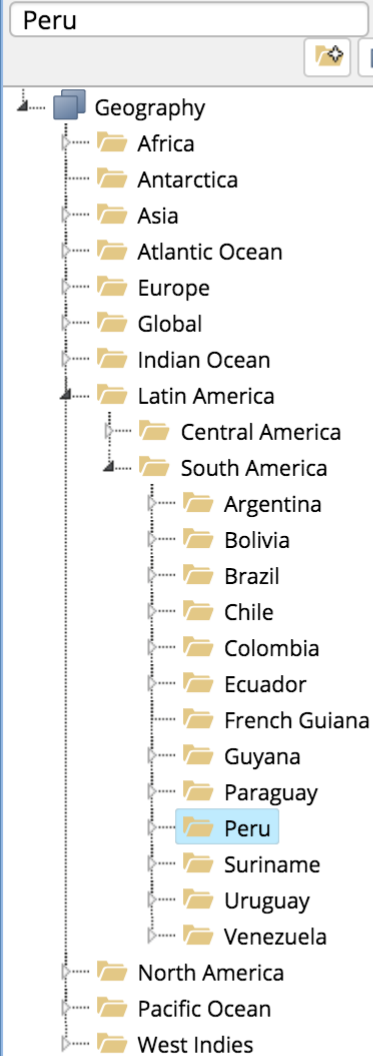 Peru
Geography
Africa
Antarctica
Asia
Atlantic Ocean
Europe
Global
Indian Ocean
Latin America
Central America
South America
Argentina
Bolivia
Brazil
Chile
Colombia
Ecuador
French Guiana
Guyana
Paraguay
Peru
Suriname
Uruguay
Venezuela
North America
Pacific Ocean
West Indies